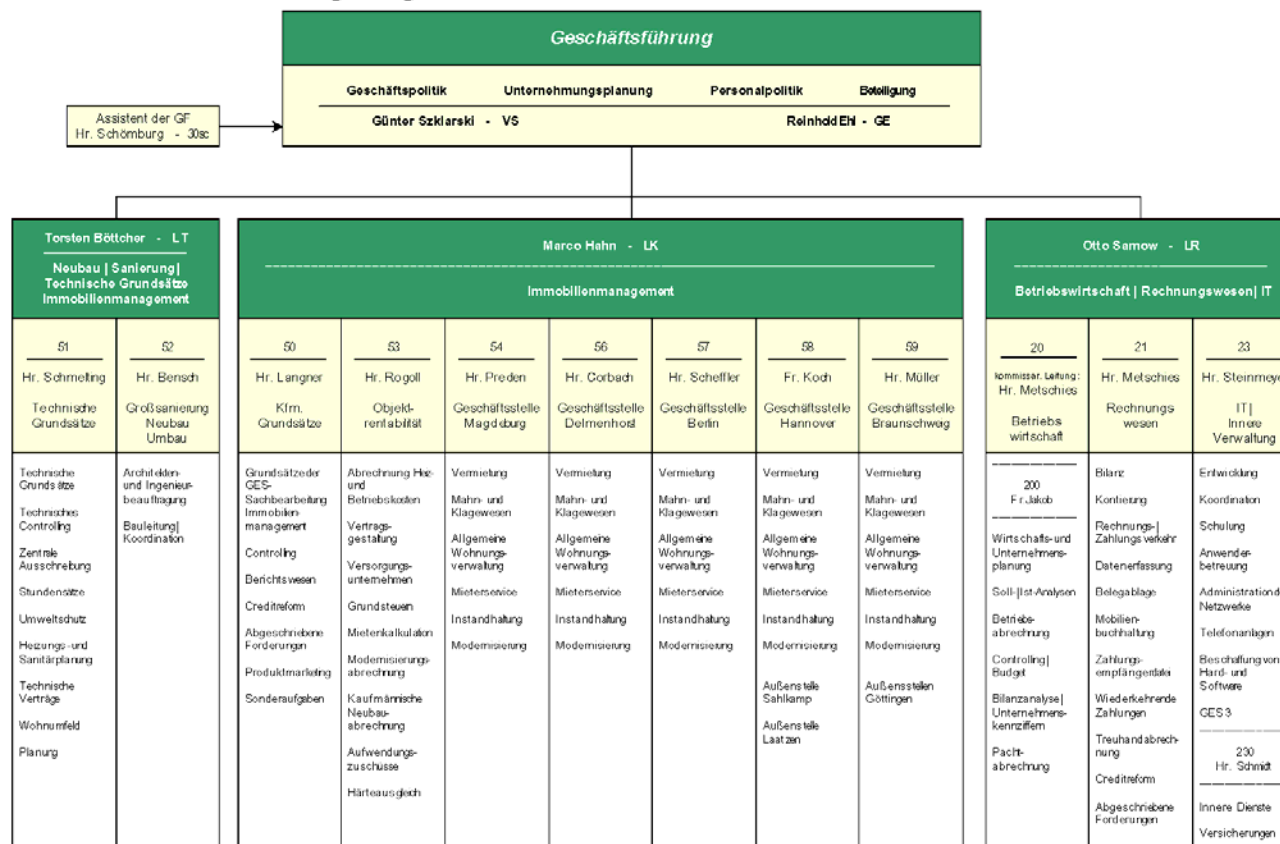 Geschäftsführung
Geschäftspolitik Unternehmungsplanung Personalpolitik Beteiligung
Günter Szklarski - VS Reinhold Ehl - GE
Assistent der GF
Hr. Schömburg - 30sc
Torsten Böttcher - LT
Neubau | Sanierung|
Technische Grundsätze
Immobilienmanagement
Marco Hahn - LK
Immobilienmanagement
Otto Samow - LR
Betriebswirtschaft | Rechnungswesen| IT
51
Hr. Schmelting
Technische
Grundsätze
Technische
Grundsätze
Technisches
Controlling
Zentrale
Ausschreibung
Stundensätze
Umweltschutz
Heizungs-und
Sanitärplanung
Technische
Verträge
Wohnumfeld
Planung
52
Hr. Bensch
Großsanierung
Neubau
Umbau
Architekten-
und Ingenieur-
beauftragung
Bauleitung|
Koordination
50
Hr. Langner
Kfm.
Grundsätze
Grundsätze der
GES-
Sachbearbeitung
Immobilien-
management
Controlling
Berichtswesen
Creditreform
Abgeschriebene
Forderungen
Produktmarketing
Sonderaufgaben
53
Hr. Rogoll
Objekt-
rentabilität
Abrechnung Heiz-
und
Betriebskosten
Vertrags-
gestaltung
Versorgungs-
unternehmen
Grundsteuern
Mietenkalkulation
Modernisierungs-
abrechnung
Kaufmännische
Neubau-
abrechnung
Aufwendungs-
zuschüsse
Härteausgleich
54
Hr. Preden
Geschäftsstelle
Magdeburg
Vermietung
Mahn- und
Klagewesen
Allgemeine
Wohnungs-
verwaltung
Mieterservice
Instandhaltung
Modernisierung
56
Hr. Corbach
Geschäftsstelle
Delmenhorst
Vermietung
Mahn- und
Klagewesen
Allgemeine
Wohnungs-
verwaltung
Mieterservice
Instandhaltung
Modernisierung
57
Hr. Scheffler
Geschäftsstelle
Berlin
Vermietung
Mahn- und
Klagewesen
Allgemeine
Wohnungs-
verwaltung
Mieterservice
Instandhaltung
Modernisierung
58
Fr. Koch
Geschäftsstelle
Hannover
Vermietung
Mahn- und
Klagewesen
Allgemeine
Wohnungs-
verwaltung
Mieterservice
Instandhaltung
Modernisierung
Außenstelle
Sahlkamp
Außenstelle
Laatzen
59
Hr. Müller
Geschäftsstelle
Braunschweig
Vermietung
Mahn- und
Klagewesen
Allgemeine
Wohnungs-
verwaltung
Mieterservice
Instandhaltung
Modernisierung
Außensstellen
Göttingen
20
kommissar. Leitung:
Hr. Metschies
Betriebs
wirtschaft
200
Fr. Jakob
Wirtschafts-und
Unternehmens-
planung
Soll-|Ist-Analysen
Betriebs-
abrechnung
Controlling|
Budget
Bilanzanalyse|
Unternehmens-
kennziffern
Pacht-
abrechnung
21
Hr. Metschies
Rechnungs
wesen
Bilanz
Kontierung
Rechnungs-|
Zahlungsverkehr
Datenerfassung
Belegablage
Mobilien-
buchhaltung
Zahlungs-
empfängerdatei
Wiederkehrende
Zahlungen
Treuhandabrech-
nung
Creditreform
Abgeschriebene
Forderungen
23
Hr. Steinmeye
IT|
Innere
Verwaltung
Entwicklung
Koordination
Schulung
Anwender-
betreuung
Administration d
Netzwerke
Telefonanlagen
Beschaffung von
Hard- und
Software
GES 3
230
Hr. Schmidt
Innere Dienste
Versicherungen